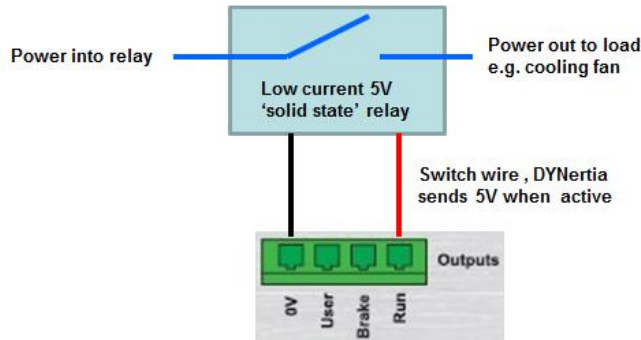 Power into relay
Power out to load
e.g. cooling fan
Low current 5V
‘solid state’ relay
Switch wire , DYNertia
sends 5V when active
Outputs
0V
User
Brake
Run